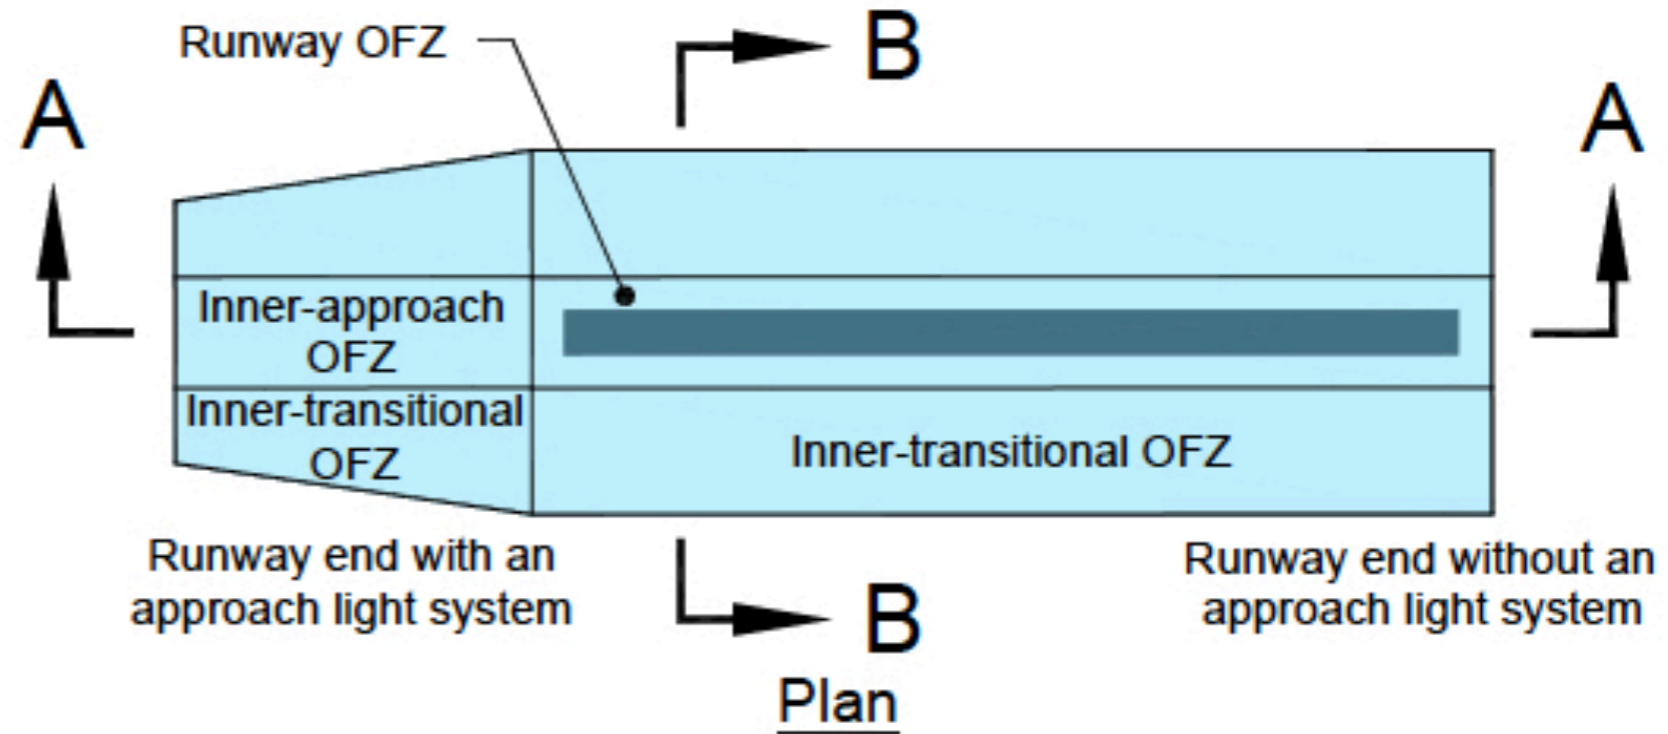 Runway OFZ
B
A
A
Inner-approach
OFZ
Inner-transitional
OFZ
Inner-transitional OFZ
Runway end with an
approach light system
Runway end without an
approach light system
B
Plan